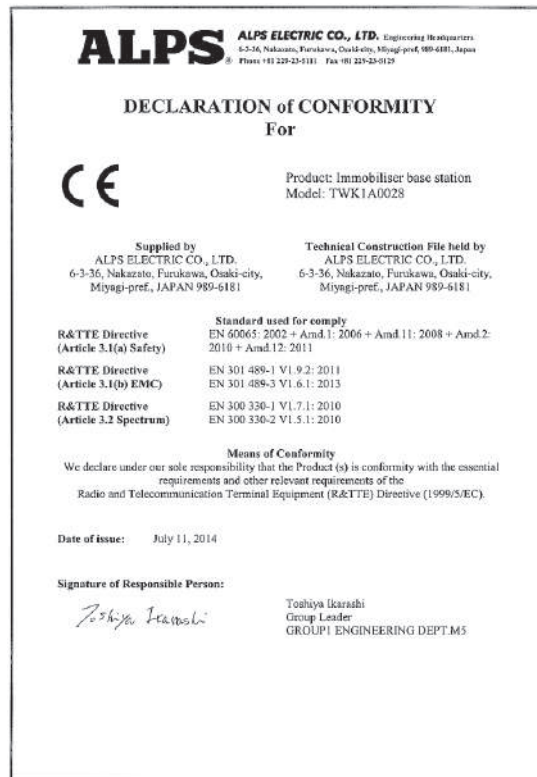 ALPS® ALPS ELECTRIC CO., LTD. Engineering Headquarters
6-3-36, Nakazato, Furukawa, Osaki-city, Miyagi-pref, 989-6181, Japan
Phone +81 229-23-5111 Fax +81 229-23-5129
DECLARATION of CONFORMITY
For
CE
Product: Immobiliser base station
Model: TWK1A0028
Supplied by
ALPS ELECTRIC CO., LTD.
6-3-36, Nakazato, Furukawa, Osaki-city,
Miyagi-pref., JAPAN 989-6181
Technical Construction File held by
ALPS ELECTRIC CO., LTD.
6-3-36, Nakazato, Furukawa, Osaki-city,
Miyagi-pref., JAPAN 989-6181
Standard used for comply
R&TTE Directive EN 60065: 2002 + Amd.1: 2006 + Amd.11: 2008 + Amd.2:
(Article 3.1(a) Safety) 2010 + Amd.12: 2011
R&TTE Directive EN 301 489-1 V1.9.2: 2011
(Article 3.1(b) EMC) EN 301 489-3 V1.6.1: 2013
R&TTE Directive EN 300 330-1 V1.7.1: 2010
(Article 3.2 Spectrum) EN 300 330-2 V1.5.1: 2010
Means of Conformity
We declare under our sole responsibility that the Product (s) is conformity with the essential
requirements and other relevant requirements of the
Radio and Telecommunication Terminal Equipment (R&TTE) Directive (1999/5/EC).
Date of issue: July 11, 2014
Signature of Responsible Person:
Toshiya Ikarashi
Toshiya Ikarashi
Group Leader
GROUP1 ENGINEERING DEPT.M5